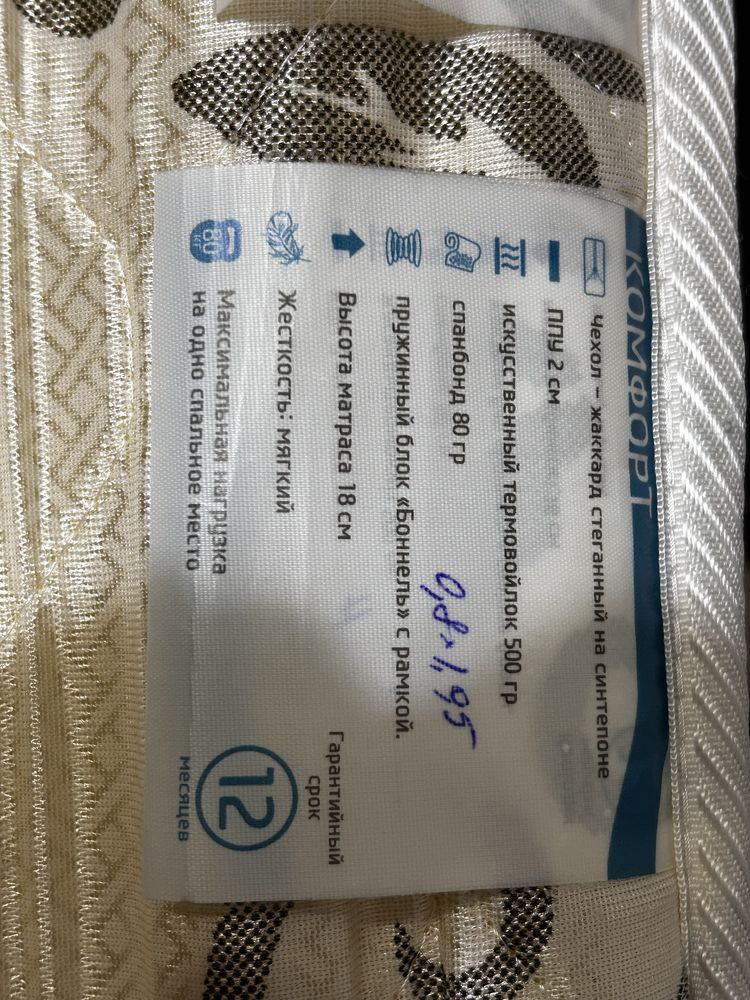 КОМФОРТ
Чехол – жаккард стеганный на синтепоне
ППУ 2 см
искусственный термовойлок 500 гр
спанбонд 80 гр
0,8 х 1,95
пружинный блок «Боннель» с рамкой.
Высота матраса 18 см
Жесткость: мягкий
80
кг
Максимальная нагрузка
на одно спальное место
Гарантийный
срок
12
месяцев